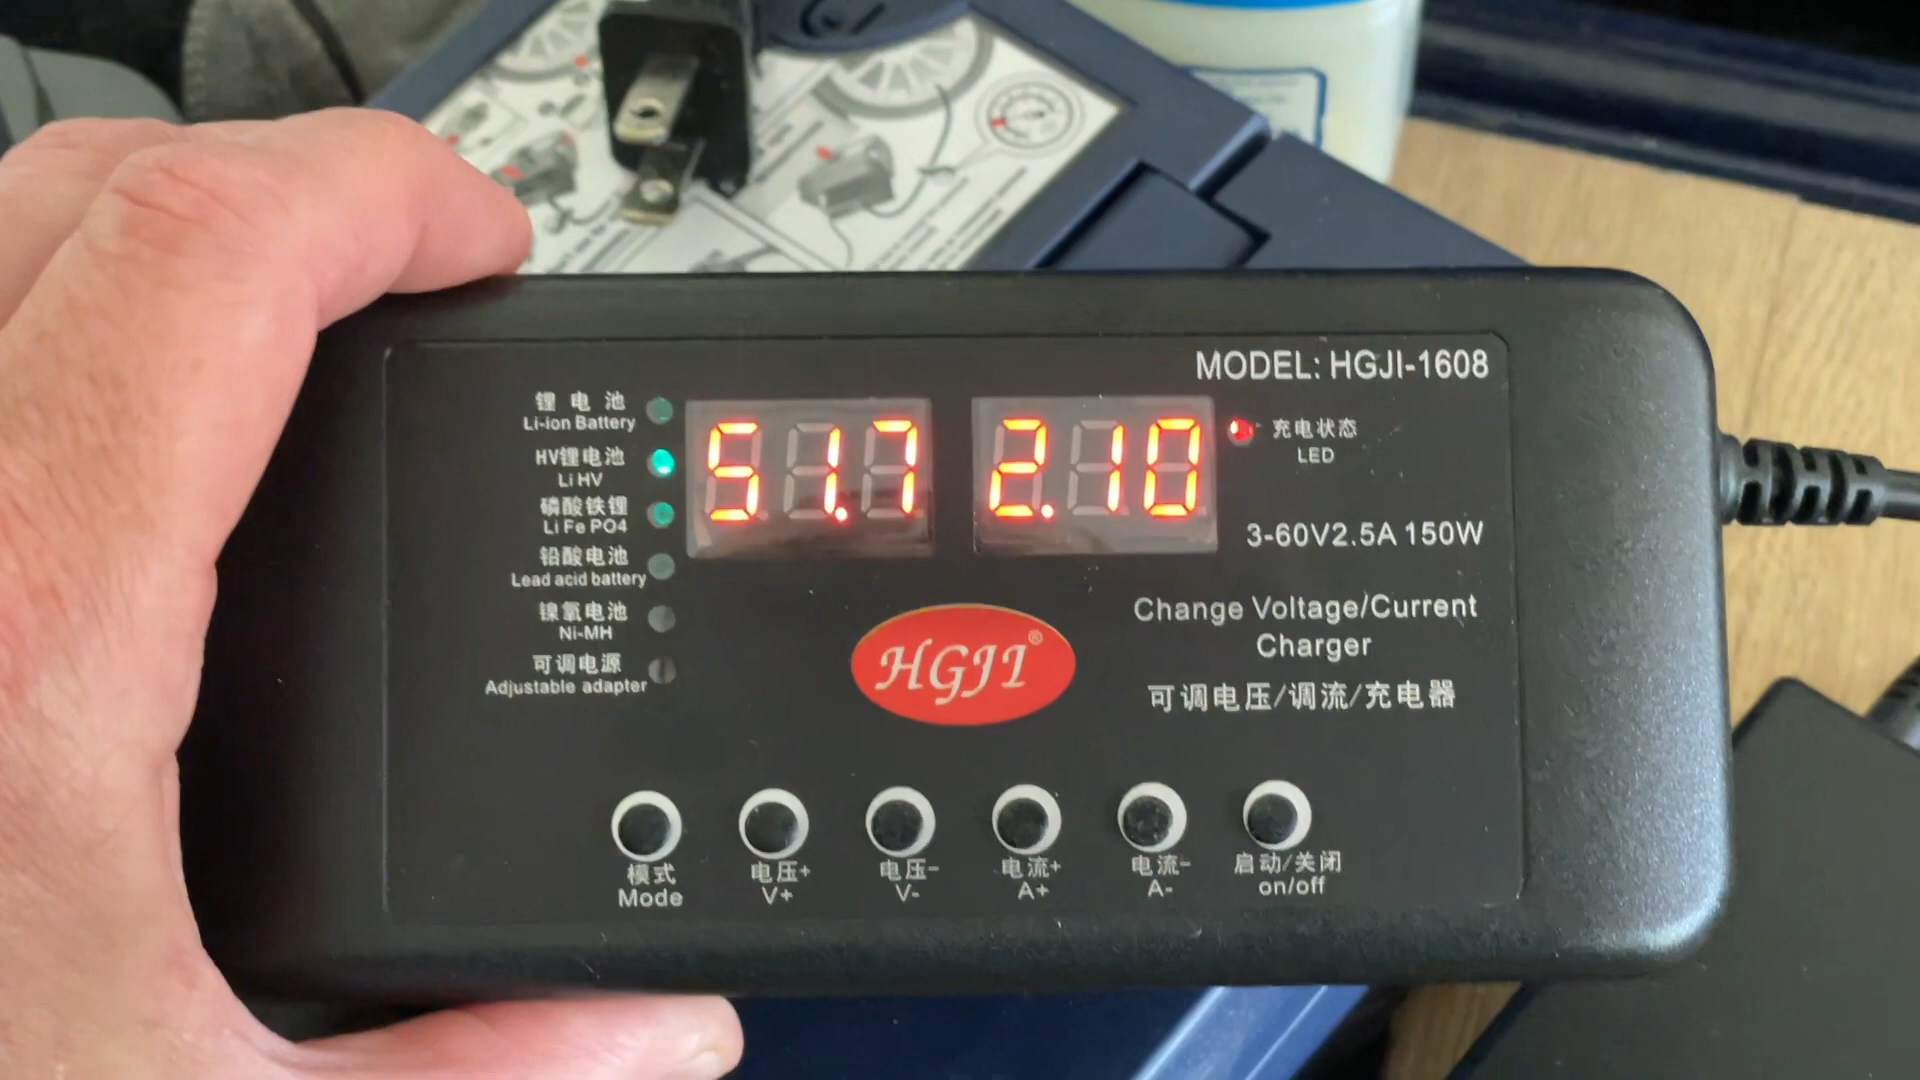 MODEL: HGJI-1608
锂电池
Li-ion Battery
HV锂电池
Li HV
磷酸铁锂
Li Fe PO4
铅酸电池
Lead acid battery
镍氢电池
Ni-MH
可调电源
Adjustable adapter
51.7
2.10
充电状态
LED
3-60V2.5A 150W
Change Voltage/Current
Charger
可调电压/调流/充电器
HGJI®
模式
Mode
电压+
V+
电压-
V-
电流+
A+
电流-
A-
启动/关闭
on/off